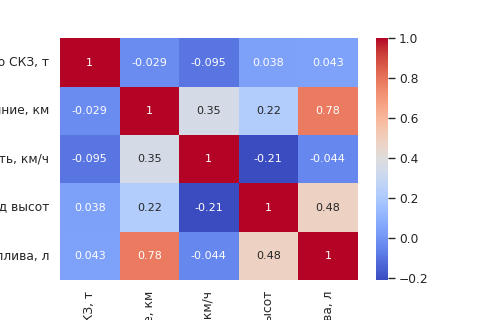 о СКЗ, т 1 -0.029 -0.095 0.038 0.043
ние, км -0.029 1 0.35 0.22 0.78
ть, км/ч -0.095 0.35 1 -0.21 -0.044
д высот 0.038 0.22 -0.21 1 0.48
плива, л 0.043 0.78 -0.044 0.48 1
КЗ, т
е, км
км/ч
ысот
ва, л
1.0
0.8
0.6
0.4
0.2
0.0
−0.2